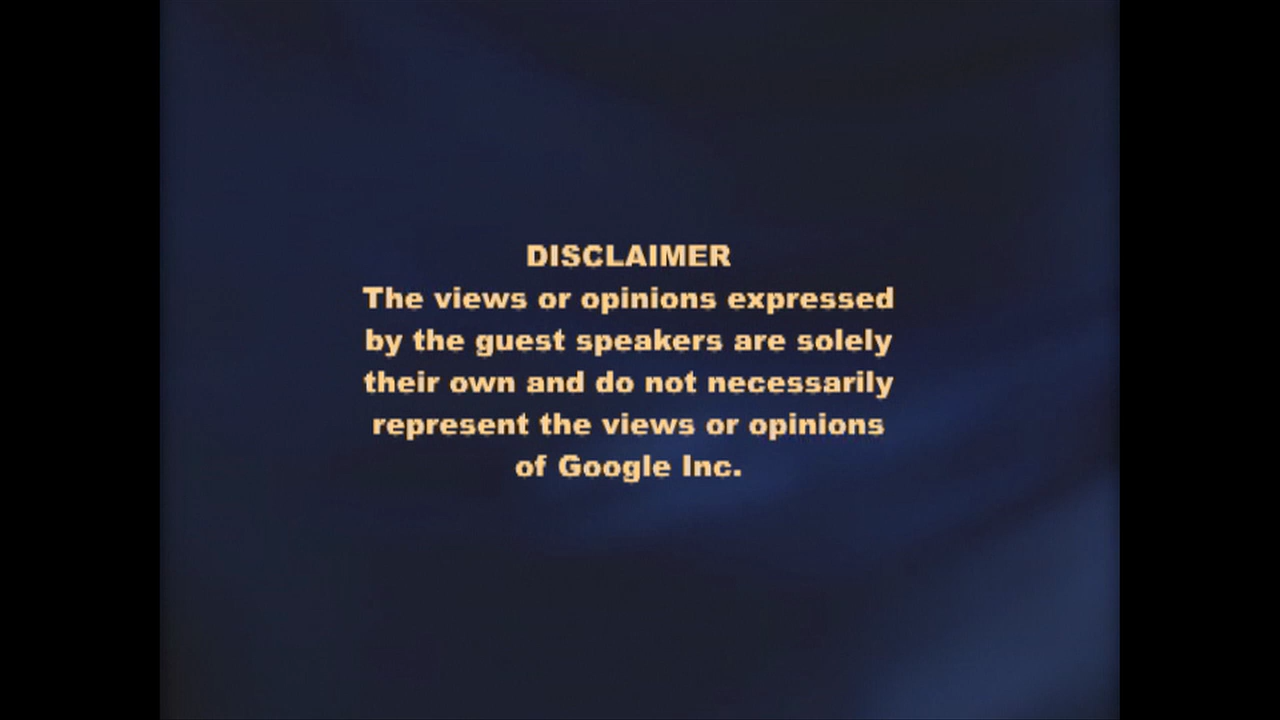 DISCLAIMER
The views or opinions expressed
by the guest speakers are solely
their own and do not necessarily
represent the views or opinions
of Google Inc.